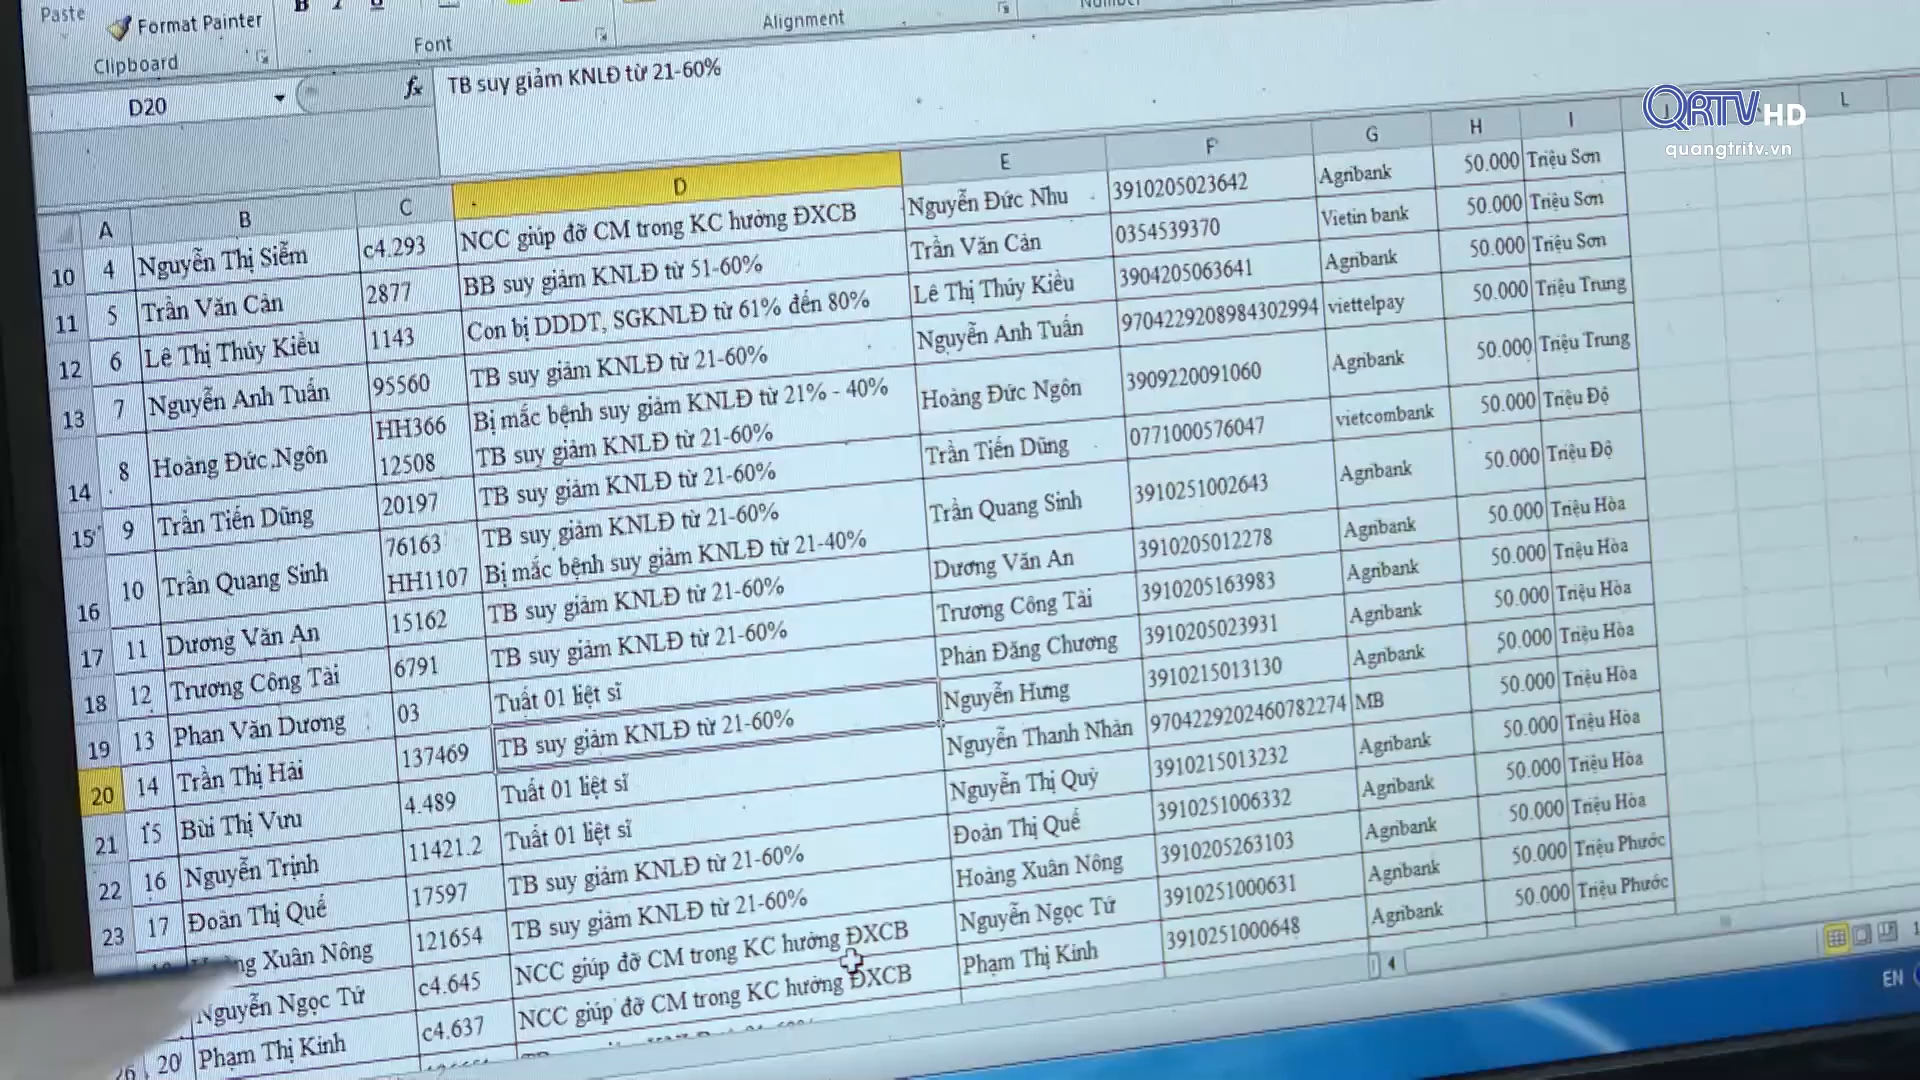 Paste
Format Painter
Clipboard
Font
Alignment
D20
fx
TB suy giảm KNLĐ từ 21-60%
QRTV HD
quangtritv.vn
A B C D E F G H I L
10 4 Nguyễn Thị Siễm c4.293 NCC giúp đỡ CM trong KC hưởng ĐXCB Nguyễn Đức Nhu 3910205023642 Agribank 50.000 Triệu Sơn
11 5 Trần Văn Cản 2877 BB suy giảm KNLĐ từ 51-60% Trần Văn Cản 0354539370 Vietin bank 50.000 Triệu Sơn
12 6 Lê Thị Thúy Kiều 1143 Con bị DDDT, SGKNLĐ từ 61% đến 80% Lê Thị Thúy Kiều 3904205063641 Agribank 50.000 Triệu Sơn
13 7 Nguyễn Anh Tuấn 95560 TB suy giảm KNLĐ từ 21-60% Nguyễn Anh Tuấn 9704229208984302994 viettelpay 50.000 Triệu Trung
14 8 Hoàng Đức Ngôn HH366 Bị mắc bệnh suy giảm KNLĐ từ 21% - 40% Hoàng Đức Ngôn 3909220091060 Agribank 50.000 Triệu Trung
12508 TB suy giảm KNLĐ từ 21-60%
15 9 Trần Tiến Dũng 20197 TB suy giảm KNLĐ từ 21-60% Trần Tiến Dũng 0771000576047 vietcombank 50.000 Triệu Độ
16 10 Trần Quang Sinh 76163 TB suy giảm KNLĐ từ 21-60% Trần Quang Sinh 3910251002643 Agribank 50.000 Triệu Độ
HH1107 Bị mắc bệnh suy giảm KNLĐ từ 21-40%
17 11 Dương Văn An 15162 TB suy giảm KNLĐ từ 21-60% Dương Văn An 3910205012278 Agribank 50.000 Triệu Hòa
18 12 Trương Công Tài 6791 TB suy giảm KNLĐ từ 21-60% Trương Công Tài 3910205163983 Agribank 50.000 Triệu Hòa
19 13 Phan Văn Dương 03 Tuất 01 liệt sĩ Phan Đăng Chương 3910205023931 Agribank 50.000 Triệu Hòa
20 14 Trần Thị Hải 137469 TB suy giảm KNLĐ từ 21-60% Nguyễn Hưng 3910215013130 Agribank 50.000 Triệu Hòa
21 15 Bùi Thị Vưu 4.489 Tuất 01 liệt sĩ Nguyễn Thanh Nhàn 9704229202460782274 MB 50.000 Triệu Hòa
22 16 Nguyễn Trịnh 11421.2 Tuất 01 liệt sĩ Nguyễn Thị Quý 3910215013232 Agribank 50.000 Triệu Hòa
23 17 Đoàn Thị Quế 17597 TB suy giảm KNLĐ từ 21-60% Đoàn Thị Quế 3910251006332 Agribank 50.000 Triệu Hòa
Xuân Nông 121654 TB suy giảm KNLĐ từ 21-60% Hoàng Xuân Nông 3910205263103 Agribank 50.000 Triệu Hòa
Nguyễn Ngọc Tứ c4.645 NCC giúp đỡ CM trong KC hưởng ĐXCB Nguyễn Ngọc Tứ 3910251000631 Agribank 50.000 Triệu Phước
20 Phạm Thị Kinh c4.637 NCC giúp đỡ CM trong KC hưởng ĐXCB Phạm Thị Kinh 3910251000648 Agribank 50.000 Triệu Phước
EN